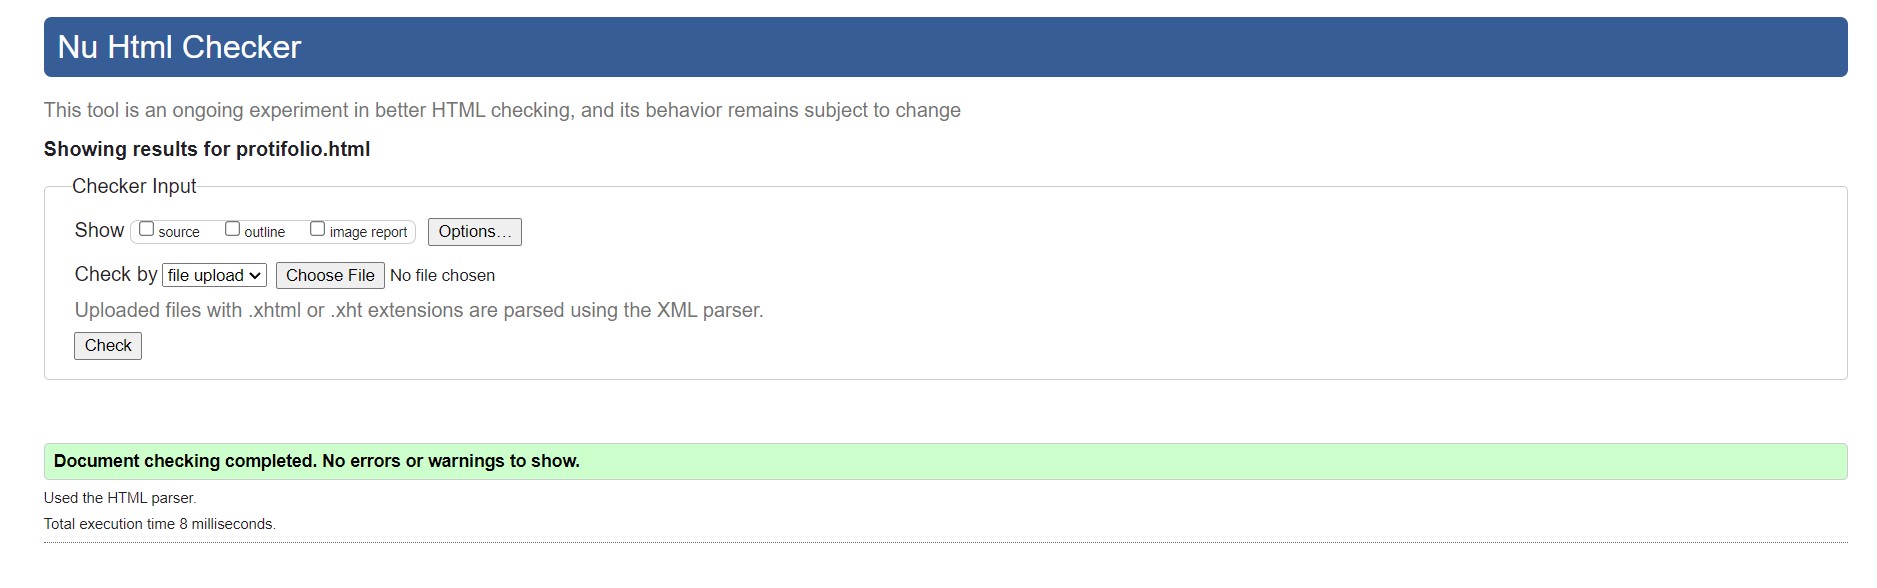 Nu Html Checker
This tool is an ongoing experiment in better HTML checking, and its behavior remains subject to change
Showing results for protifolio.html
Checker Input
Show source outline image report Options...
Check by file upload Choose File No file chosen
Uploaded files with .xhtml or .xht extensions are parsed using the XML parser.
Check
Document checking completed. No errors or warnings to show.
Used the HTML parser.
Total execution time 8 milliseconds.